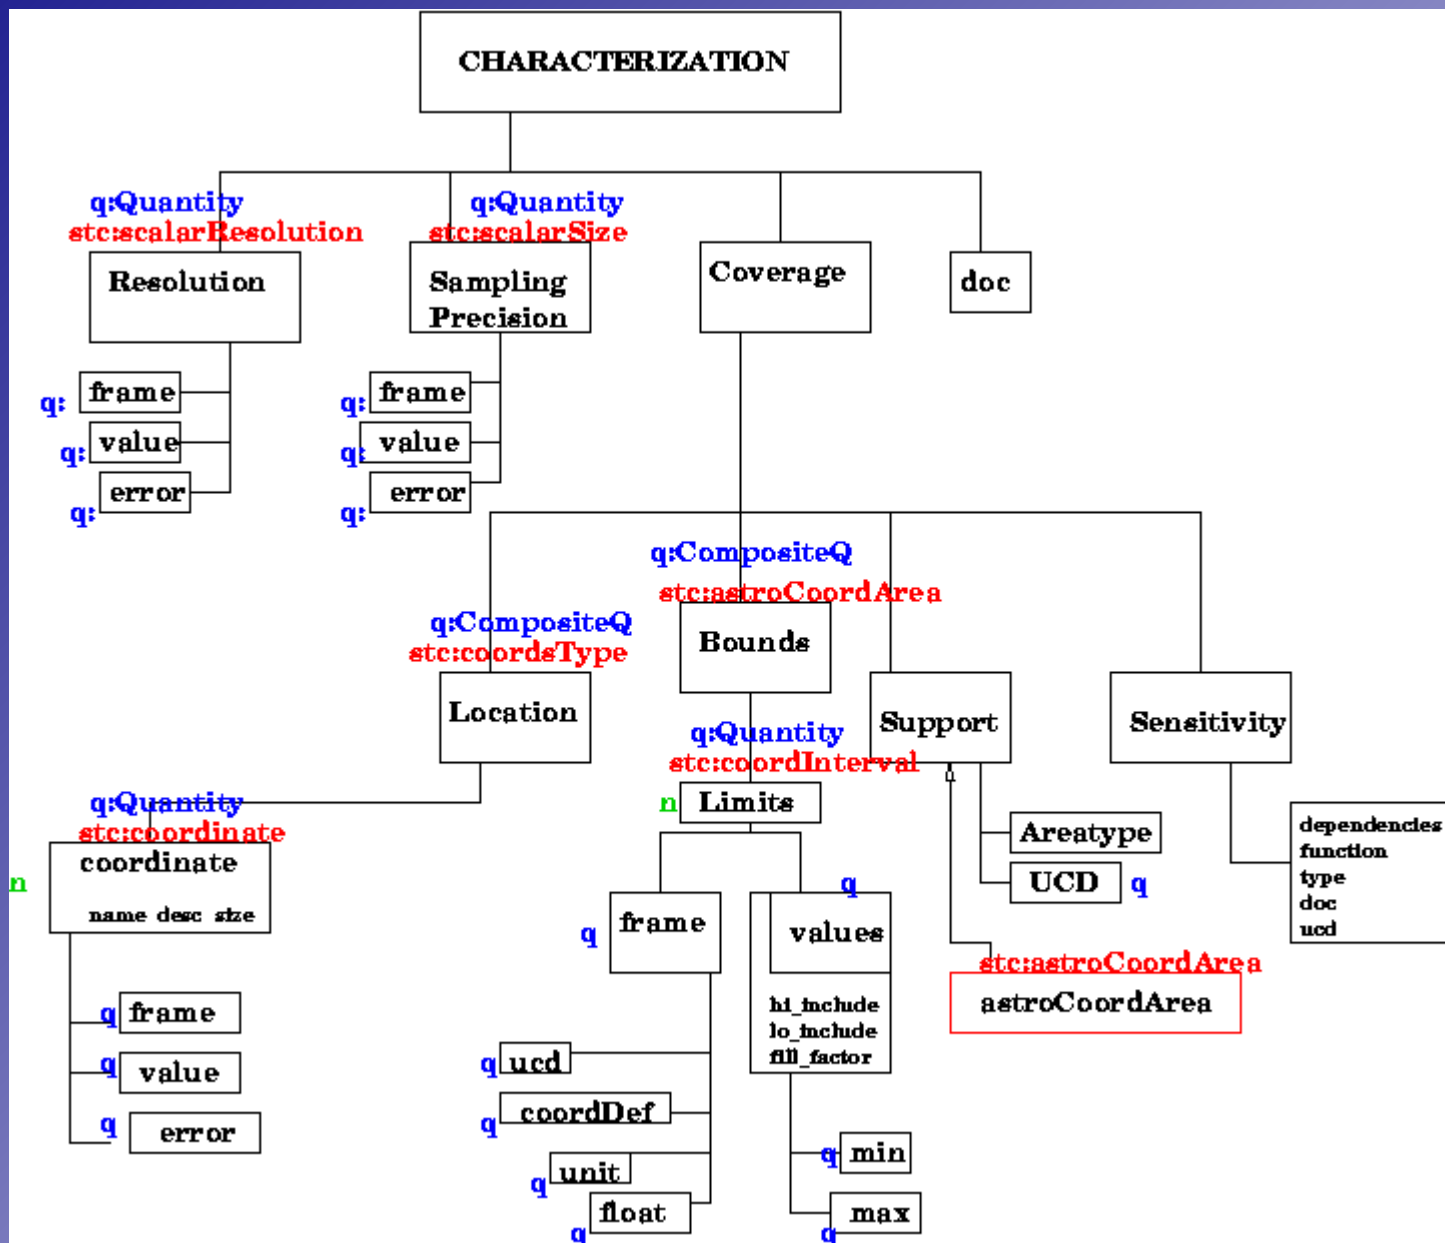 CHARACTERIZATION
q:Quantity
stc:scalarResolution
Resolution
q:Quantity
stc:scalarSize
Sampling
Precision
Coverage
doc
q: frame
q: value
q: error
q: frame
q: value
q: error
q:CompositeQ
stc:astroCoordArea
Bounds
q:CompositeQ
stc:coordsType
Location
Support
Sensitivity
q:Quantity
stc:coordInterval
n Limits
q:Quantity
stc:coordinate
n
coordinate
name desc size
q frame
q value
q error
q frame
q
values
hi_include
lo_include
fill_factor
q ucd
q coordDef
q unit
q float
q min
q max
Areatype
UCD q
stc:astroCoordArea
astroCoordArea
dependencies
function
type
doc
ucd